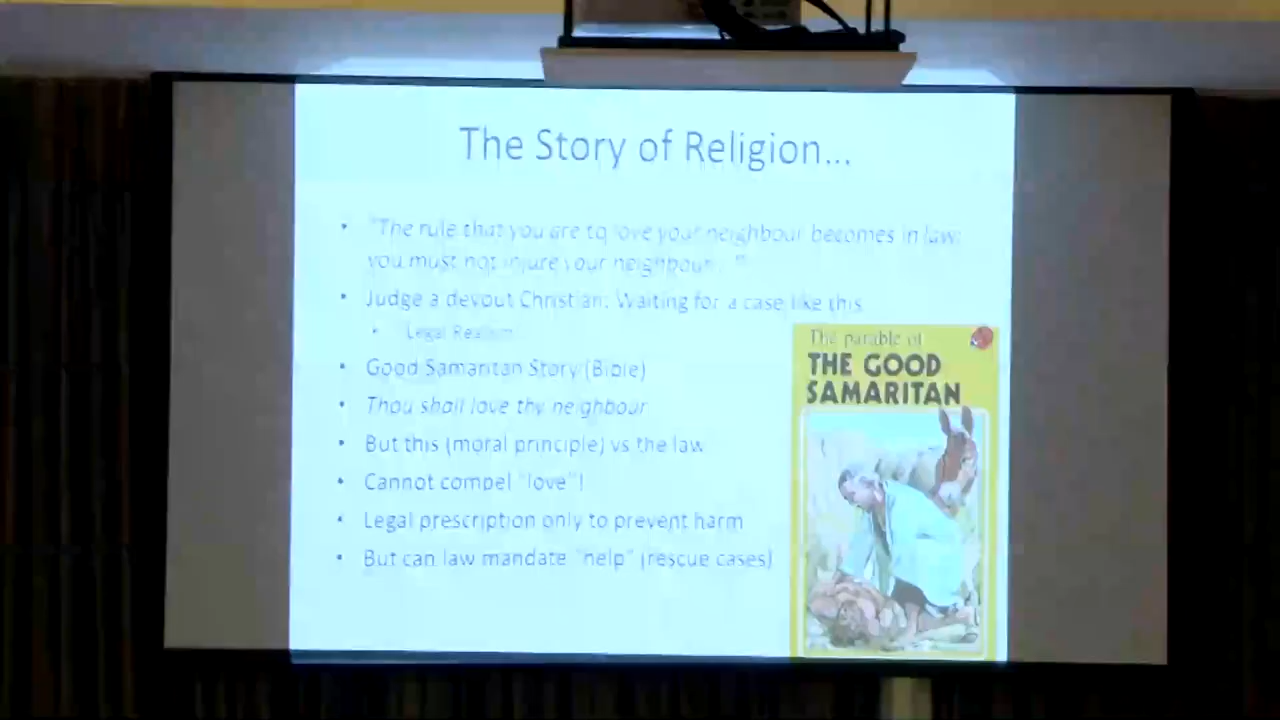 The Story of Religion...
• "The rule that you are to love your neighbour becomes in law:
you must not injure your neighbour... "
• Judge a devout Christian: Waiting for a case like this
• Legal Realism
• Good Samaritan Story (Bible)
• Thou shall love thy neighbour
• But this (moral principle) vs the law
• Cannot compel "love"!
• Legal prescription only to prevent harm
• But can law mandate "help" (rescue cases)
The parable of
THE GOOD
SAMARITAN